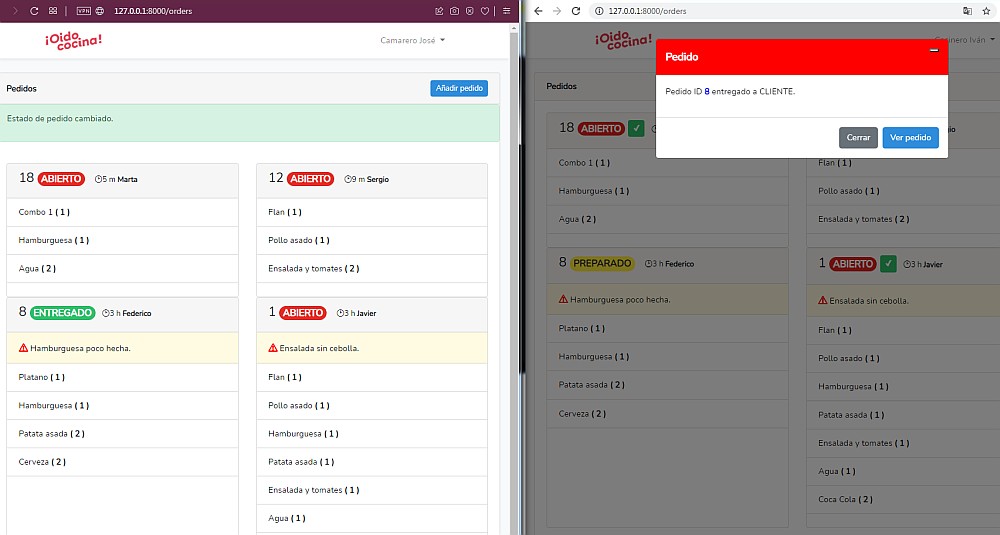 VPN
127.0.0.1:8000/orders
¡Oido cocina!
Camarero José
Pedidos
Añadir pedido
Estado de pedido cambiado.
18 ABIERTO 5 m Marta
Combo 1 ( 1 )
Hamburguesa ( 1 )
Agua ( 2 )
12 ABIERTO 9 m Sergio
Flan ( 1 )
Pollo asado ( 1 )
Ensalada y tomates ( 2 )
8 ENTREGADO 3 h Federico
Hamburguesa poco hecha.
Platano ( 1 )
Hamburguesa ( 1 )
Patata asada ( 2 )
Cerveza ( 2 )
1 ABIERTO 3 h Javier
Ensalada sin cebolla.
Flan ( 1 )
Pollo asado ( 1 )
Hamburguesa ( 1 )
Patata asada ( 1 )
Ensalada y tomates ( 1 )
Agua ( 1 )
127.0.0.1:8000/orders
¡Oido cocina!
Iván
Pedido
Pedido ID 8 entregado a CLIENTE.
Cerrar
Ver pedido
Pedidos
18 ABIERTO
Combo 1 ( 1 )
Hamburguesa ( 1 )
Agua ( 2 )
Flan ( 1 )
Pollo asado ( 1 )
Ensalada y tomates ( 2 )
8 PREPARADO 3 h Federico
Hamburguesa poco hecha.
Platano ( 1 )
Hamburguesa ( 1 )
Patata asada ( 2 )
Cerveza ( 2 )
1 ABIERTO 3 h Javier
Ensalada sin cebolla.
Flan ( 1 )
Pollo asado ( 1 )
Hamburguesa ( 1 )
Patata asada ( 1 )
Ensalada y tomates ( 1 )
Agua ( 1 )
Coca Cola ( 2 )